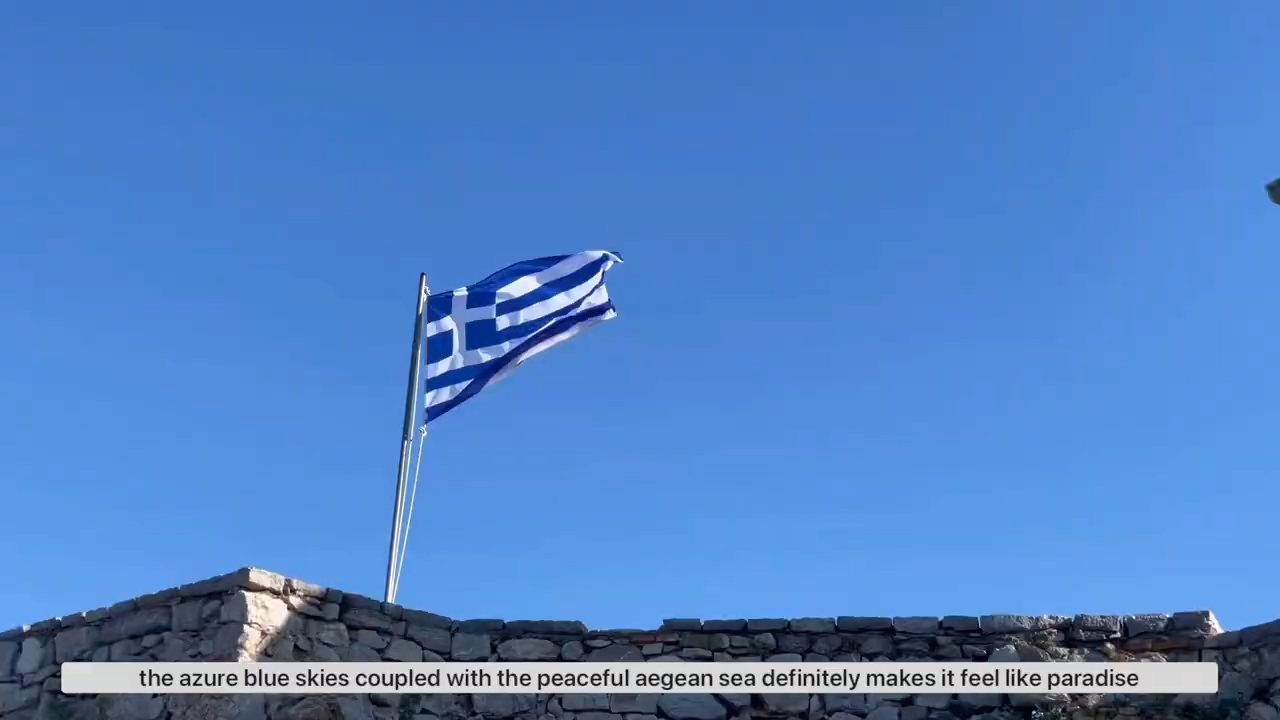 the azure blue skies coupled with the peaceful aegean sea definitely makes it feel like paradise